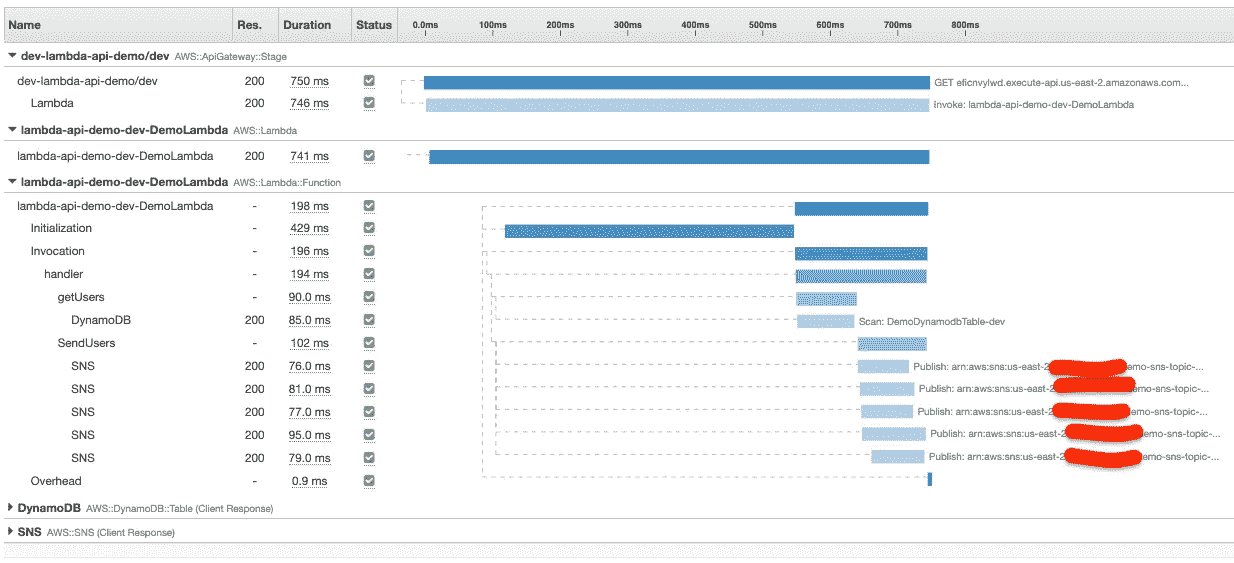 Name Res. Duration Status 0.0ms 100ms 200ms 300ms 400ms 500ms 600ms 700ms 800ms
dev-lambda-api-demo/dev AWS::ApiGateway::Stage
dev-lambda-api-demo/dev 200 750 ms GET eficnvylwd.execute-api.us-east-2.amazonaws.com...
Lambda 200 746 ms Invoke: lambda-api-demo-dev-DemoLambda
lambda-api-demo-dev-DemoLambda AWS::Lambda
lambda-api-demo-dev-DemoLambda 200 741 ms
lambda-api-demo-dev-DemoLambda AWS::Lambda::Function
lambda-api-demo-dev-DemoLambda - 198 ms
Initialization - 429 ms
Invocation - 196 ms
handler - 194 ms
getUsers - 90.0 ms
DynamoDB 200 85.0 ms Scan: DemoDynamodbTable-dev
SendUsers - 102 ms
SNS 200 76.0 ms Publish: arn:aws:sns:us-east-2 emo-sns-topic-...
SNS 200 81.0 ms Publish: arn:aws:sns:us-east-2 emo-sns-topic-...
SNS 200 77.0 ms Publish: arn:aws:sns:us-east-2 emo-sns-topic-...
SNS 200 95.0 ms Publish: arn:aws:sns:us-east-2 emo-sns-topic-...
SNS 200 79.0 ms Publish: arn:aws:sns:us-east-2 emo-sns-topic-...
Overhead - 0.9 ms
DynamoDB AWS::DynamoDB::Table (Client Response)
SNS AWS::SNS (Client Response)